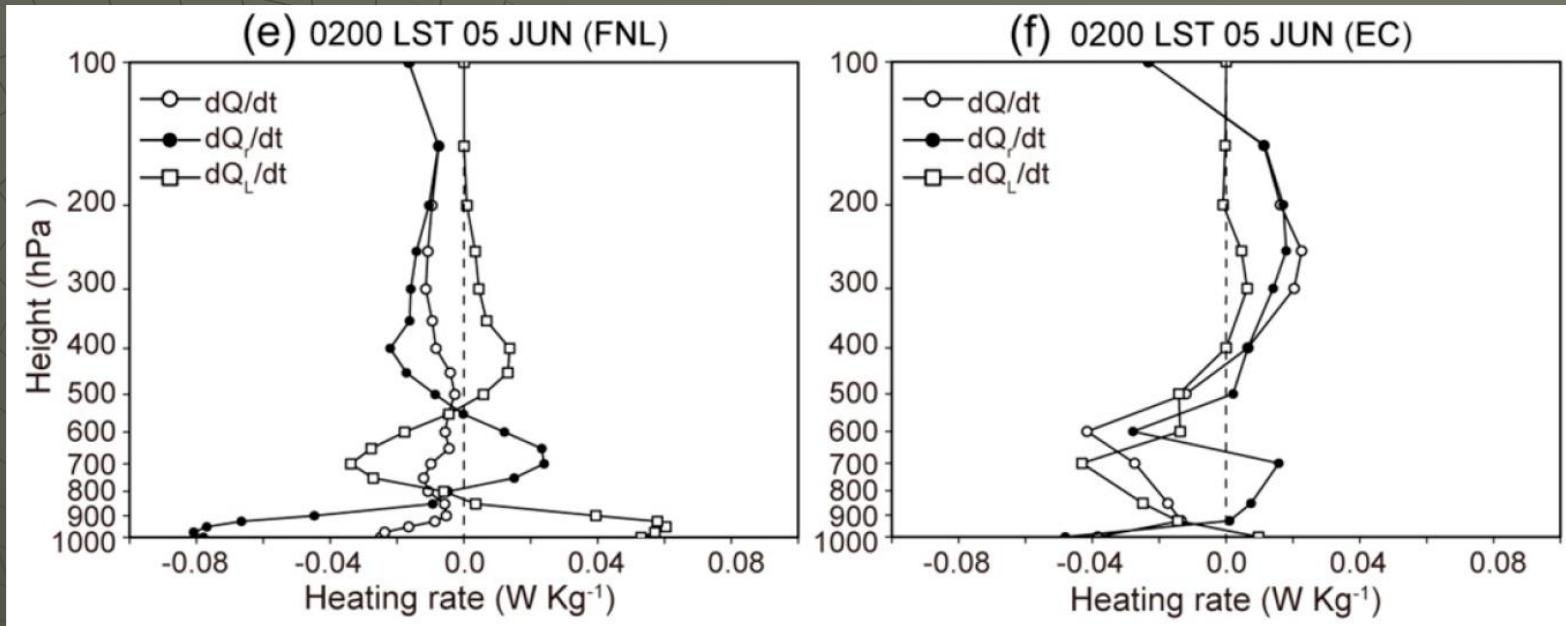 (e) 0200 LST 05 JUN (FNL)
100
200
300
400
500
600
700
800
900
1000
Height (hPa)
dQ/dt
dQr/dt
dQL/dt
-0.08
-0.04
0.0
0.04
0.08
Heating rate (W Kg-1)
(f) 0200 LST 05 JUN (EC)
100
200
300
400
500
600
700
800
900
1000
dQ/dt
dQr/dt
dQL/dt
-0.08
-0.04
0.0
0.04
0.08
Heating rate (W Kg-1)